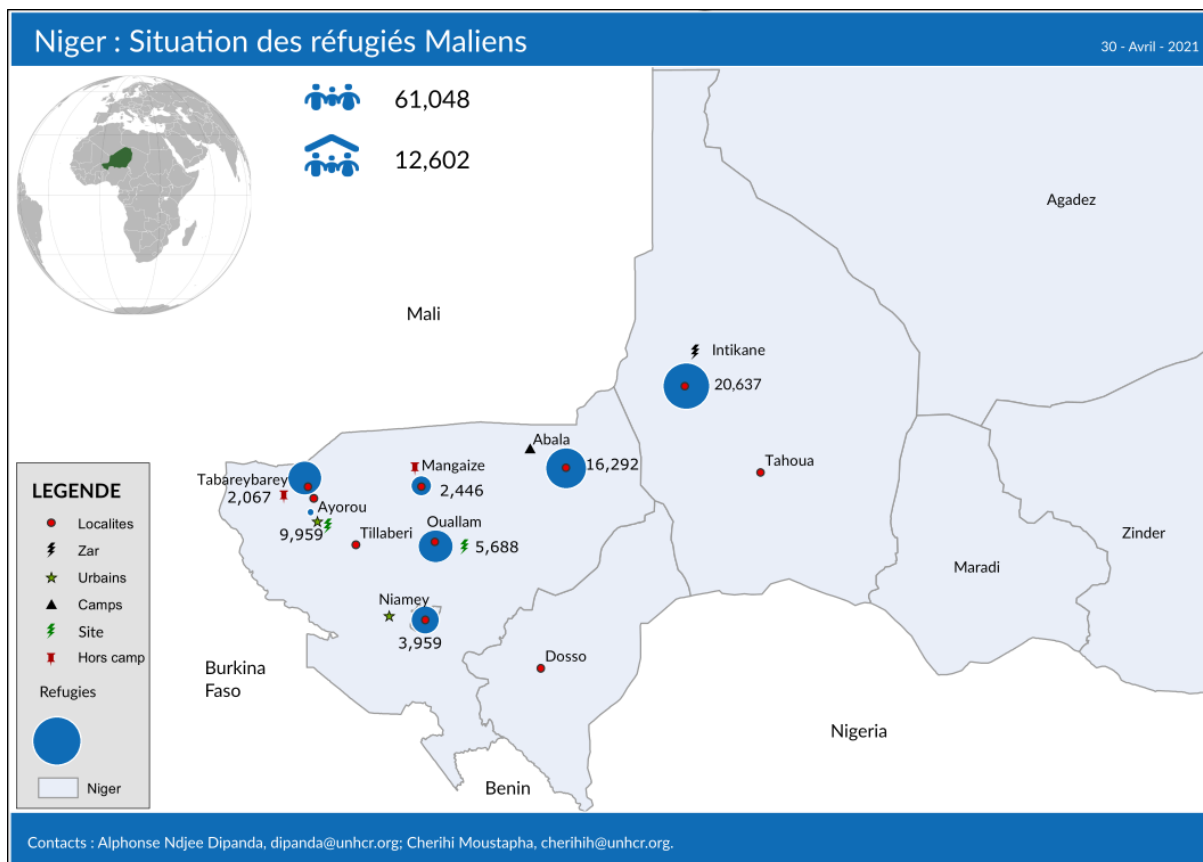 Niger : Situation des réfugiés Maliens
30 - Avril - 2021
61,048
12,602
Agadez
Mali
Intikane
20,637
Abala
16,292
Mangaize
2,446
Tabareybarey
2,067
Ayorou
9,959
Tillaberi
Ouallam
5,688
Tahoua
Zinder
Maradi
Niamey
3,959
Dosso
Burkina
Faso
Nigeria
Benin
LEGENDE
Localites
Zar
Urbains
Camps
Site
Hors camp
Refugies
Niger
Contacts : Alphonse Ndjee Dipanda, dipanda@unhcr.org; Cherihi Moustapha, cherihih@unhcr.org.